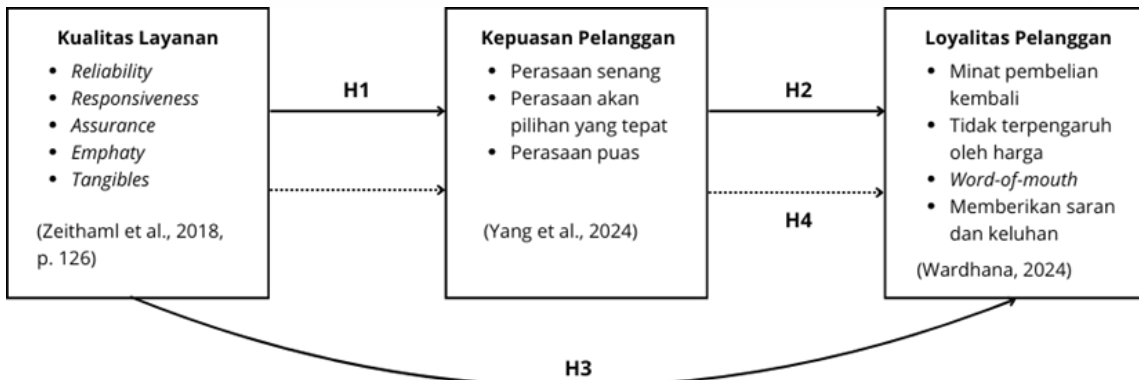 Kualitas Layanan
• Reliability
• Responsiveness
• Assurance
• Emphaty
• Tangibles
(Zeithaml et al., 2018,
p. 126)
H1
Kepuasan Pelanggan
• Perasaan senang
• Perasaan akan
pilihan yang tepat
• Perasaan puas
(Yang et al., 2024)
H2
H4
Loyalitas Pelanggan
• Minat pembelian
kembali
• Tidak terpengaruh
oleh harga
• Word-of-mouth
• Memberikan saran
dan keluhan
(Wardhana, 2024)
H3